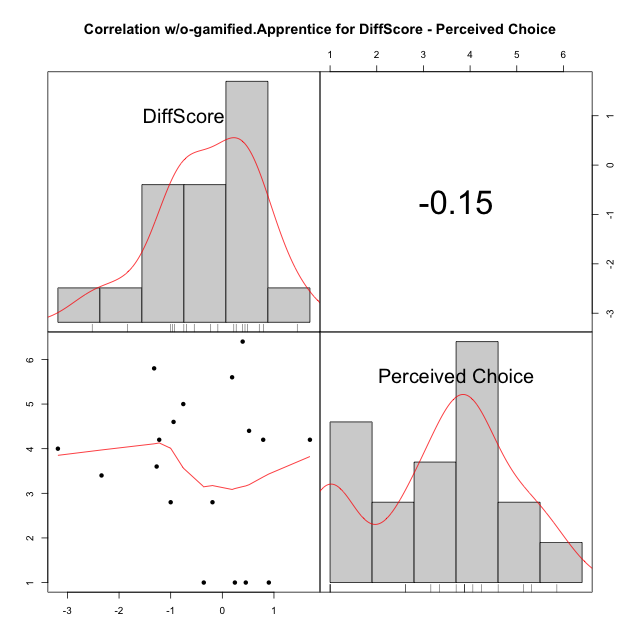 Correlation w/o-gamified.Apprentice for DiffScore - Perceived Choice
1 2 3 4 5 6
DiffScore
-0.15
1
0
-1
-2
-3
Perceived Choice
6
5
4
3
2
1
-3 -2 -1 0 1